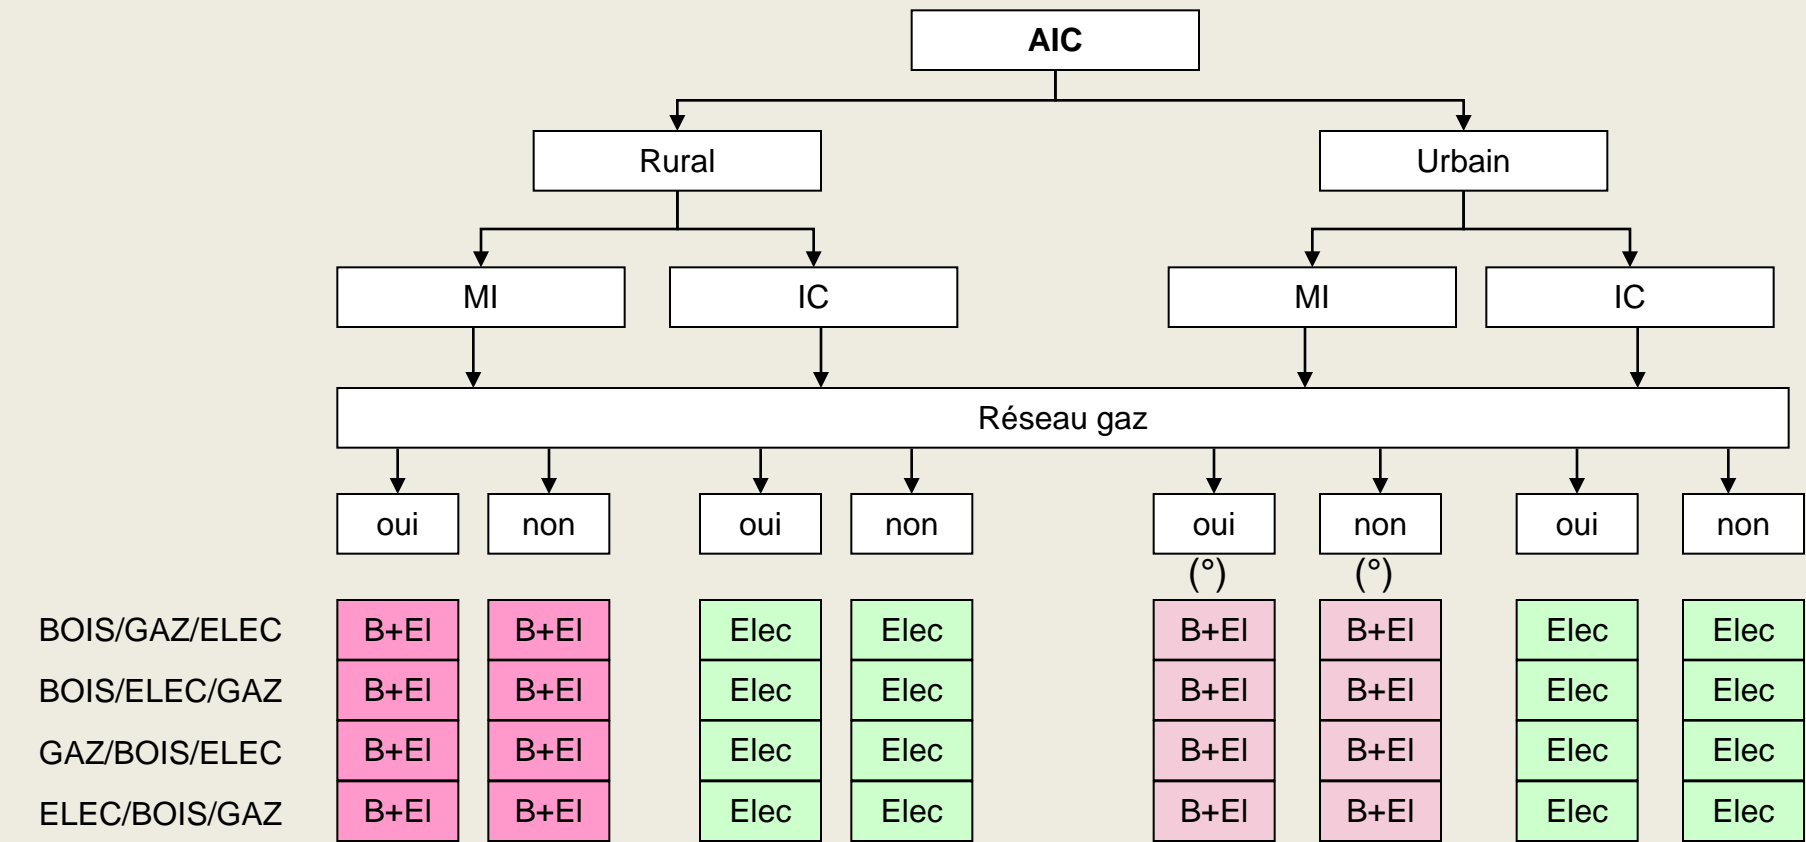 AIC
Rural Urbain
MI IC MI IC
Réseau gaz
oui non oui non oui non oui non
(°) (°)
BOIS/GAZ/ELEC B+El B+El Elec Elec B+El B+El Elec Elec
BOIS/ELEC/GAZ B+El B+El Elec Elec B+El B+El Elec Elec
GAZ/BOIS/ELEC B+El B+El Elec Elec B+El B+El Elec Elec
ELEC/BOIS/GAZ B+El B+El Elec Elec B+El B+El Elec Elec